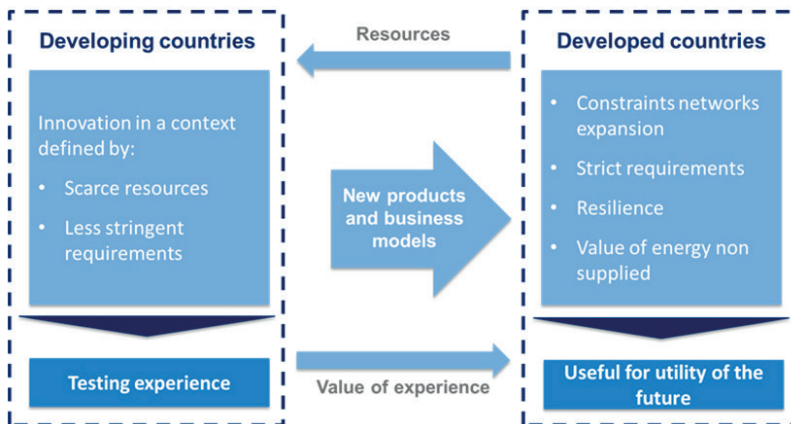 Developing countries
Innovation in a context
defined by:
• Scarce resources
• Less stringent
requirements
Testing experience
Resources
New products
and business
models
Value of experience
Developed countries
• Constraints networks
expansion
• Strict requirements
• Resilience
• Value of energy non
supplied
Useful for utility of the
future